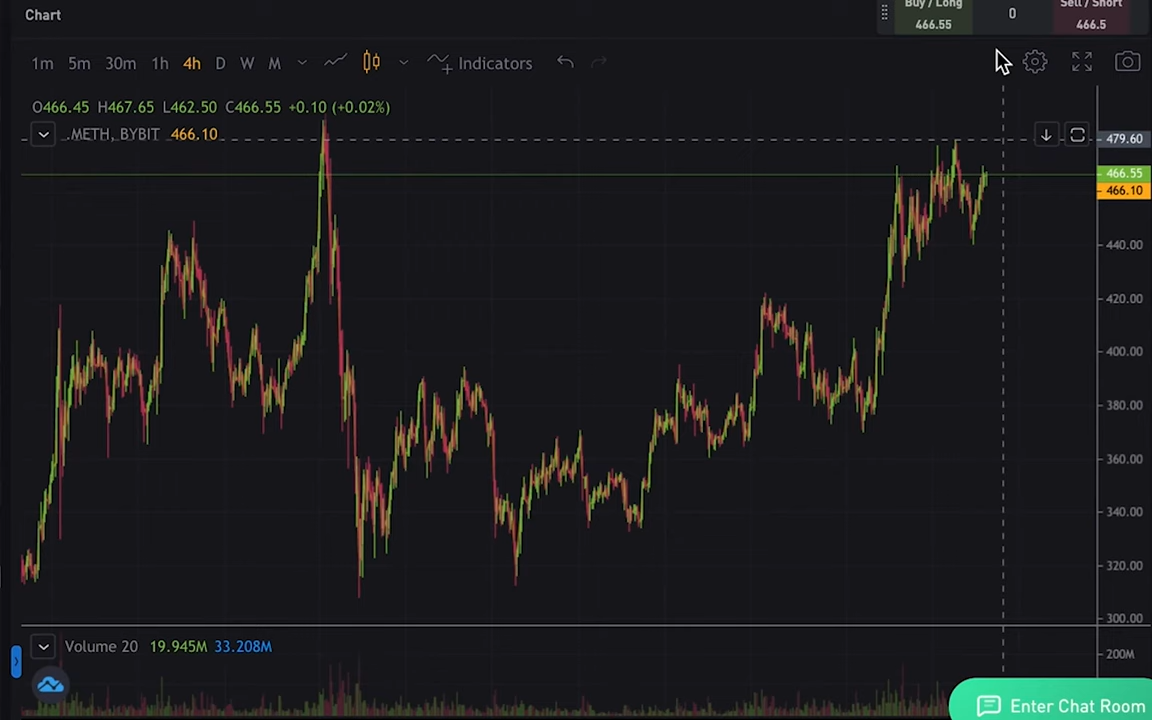 Chart
Buy / Long
466.55
0
Sell / Short
466.5
1m 5m 30m 1h 4h D W M Indicators
O466.45 H467.65 L462.50 C466.55 +0.10 (+0.02%)
.METH, BYBIT 466.10
479.60
466.55
466.10
440.00
420.00
400.00
380.00
360.00
340.00
320.00
300.00
Volume 20 19.945M 33.208M
200M
Enter Chat Room